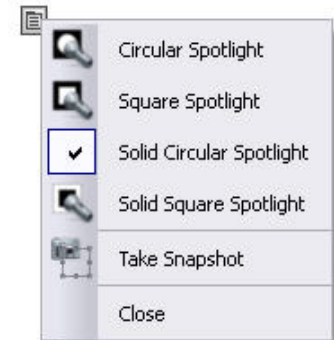 Circular Spotlight
Square Spotlight
Solid Circular Spotlight
Solid Square Spotlight
Take Snapshot
Close